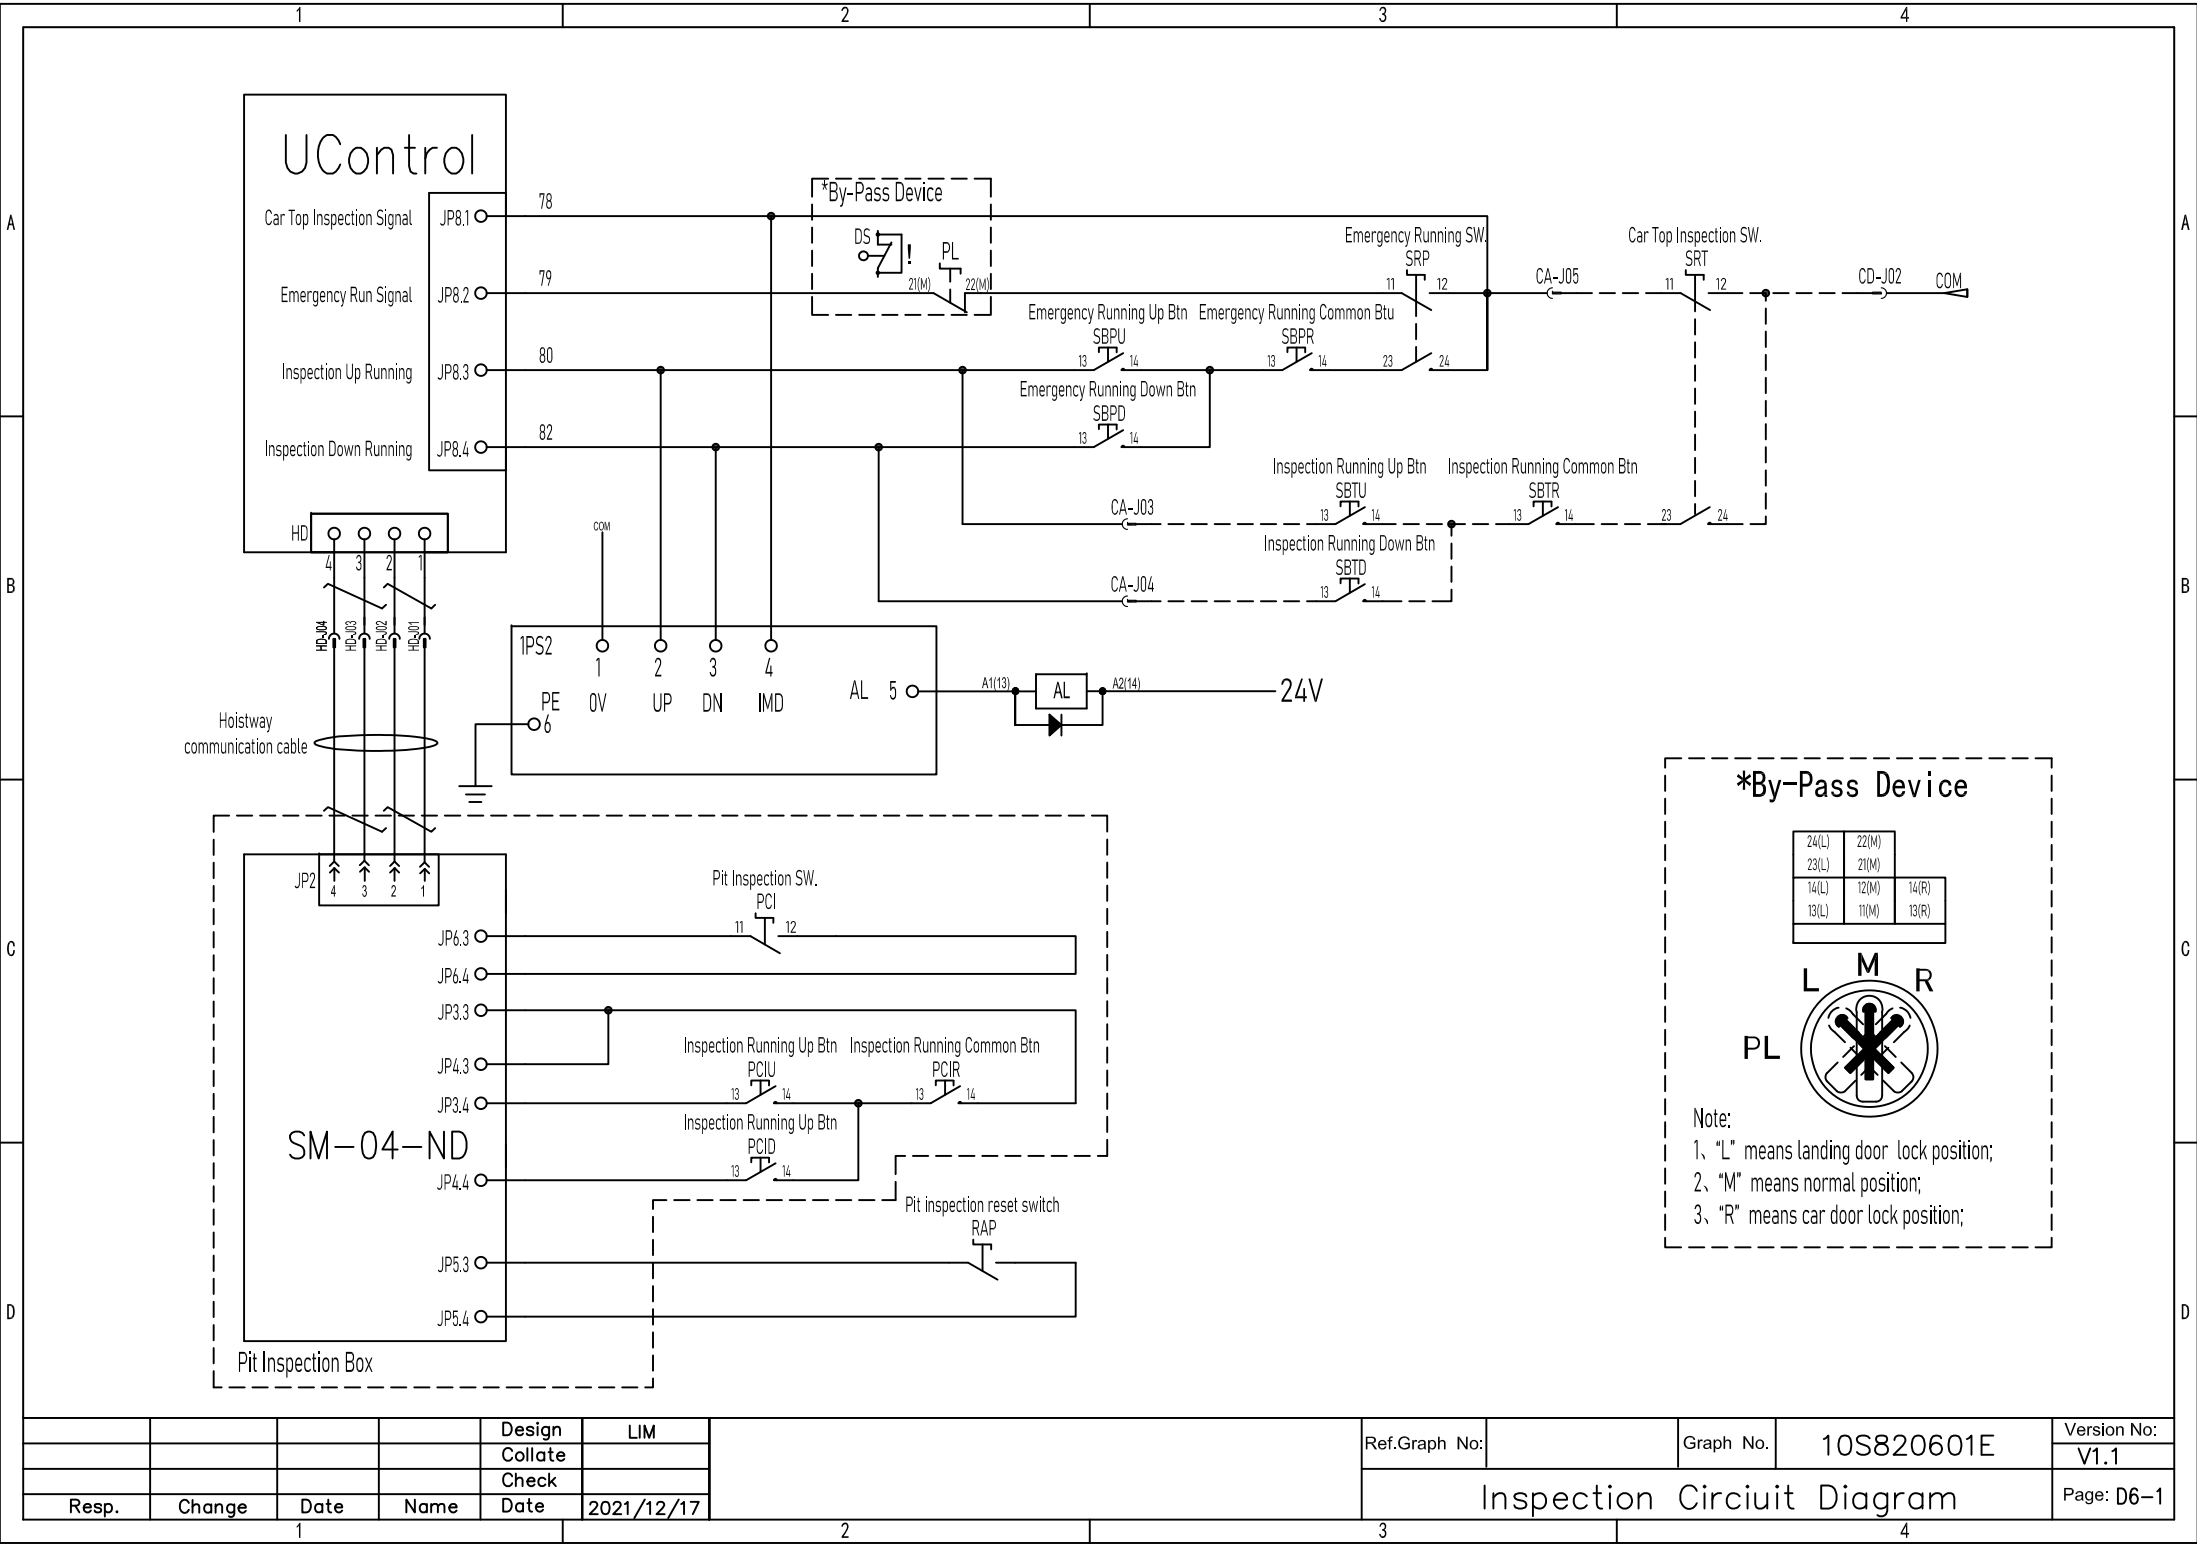 1 2 3 4
A A
B B
C C
D D
UControl
Car Top Inspection Signal JP8.1 78
Emergency Run Signal JP8.2 79
Inspection Up Running JP8.3 80
Inspection Down Running JP8.4 82
*By-Pass Device
DS ! PL
21(M) 22(M)
Emergency Running SW.
SRP
11 12
23 24
Car Top Inspection SW.
SRT
11 12
23 24
CA-J05
CD-J02
COM
Emergency Running Up Btn
SBPU
13 14
Emergency Running Common Btu
SBPR
13 14
Emergency Running Down Btn
SBPD
13 14
Inspection Running Up Btn
SBTU
13 14
Inspection Running Common Btn
SBTR
13 14
Inspection Running Down Btn
SBTD
13 14
CA-J03
CA-J04
HD
4 3 2 1
HD-J04
HD-J03
HD-J02
HD-J01
COM
1PS2
1 2 3 4
0V UP DN IMD
PE
6
AL 5
A1(13) AL A2(14)
24V
Hoistway
communication cable
JP2
4 3 2 1
JP6.3
JP6.4
JP3.3
JP4.3
JP3.4
JP4.4
JP5.3
JP5.4
SM-04-ND
Pit Inspection Box
Pit Inspection SW.
PCI
11 12
Inspection Running Up Btn
PCIU
13 14
Inspection Running Common Btn
PCIR
13 14
Inspection Running Up Btn
PCID
13 14
Pit inspection reset switch
RAP
*By-Pass Device
24(L) 22(M)
23(L) 21(M)
14(L) 12(M) 14(R)
13(L) 11(M) 13(R)
L M R
PL
Note:
1、“L” means landing door lock position;
2、“M” means normal position;
3、“R” means car door lock position;
Design LIM
Collate
Check
Resp. Change Date Name Date 2021/12/17
Ref.Graph No: Graph No. 10S820601E
Version No:
V1.1
Inspection Circiuit Diagram
Page: D6-1
1 2 3 4